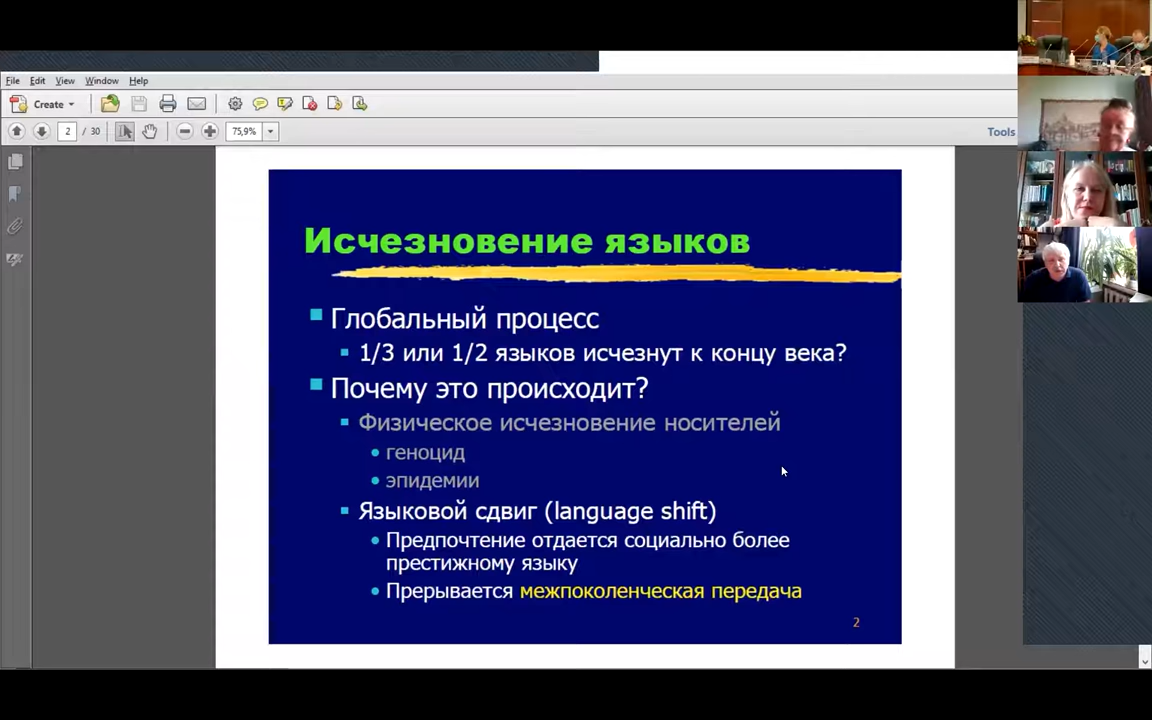 File Edit View Window Help
Create
2 / 30 75,9% Tools
Исчезновение языков
Глобальный процесс
1/3 или 1/2 языков исчезнут к концу века?
Почему это происходит?
Физическое исчезновение носителей
геноцид
эпидемии
Языковой сдвиг (language shift)
Предпочтение отдается социально более
престижному языку
Прерывается межпоколенческая передача
2